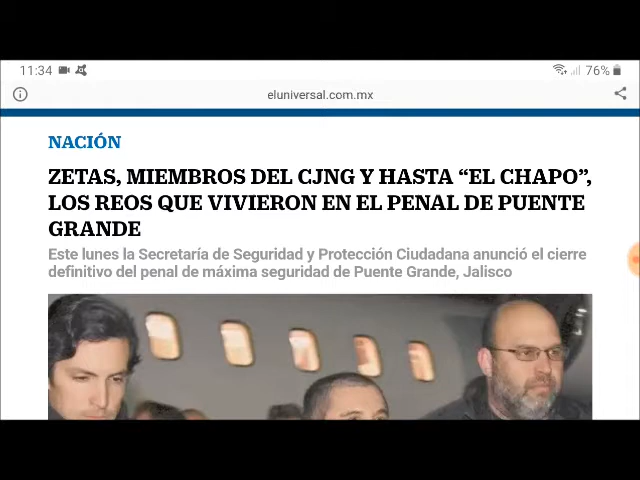 11:34
76%
eluniversal.com.mx
NACIÓN
ZETAS, MIEMBROS DEL CJNG Y HASTA “EL CHAPO”,
LOS REOS QUE VIVIERON EN EL PENAL DE PUENTE
GRANDE
Este lunes la Secretaría de Seguridad y Protección Ciudadana anunció el cierre
definitivo del penal de máxima seguridad de Puente Grande, Jalisco